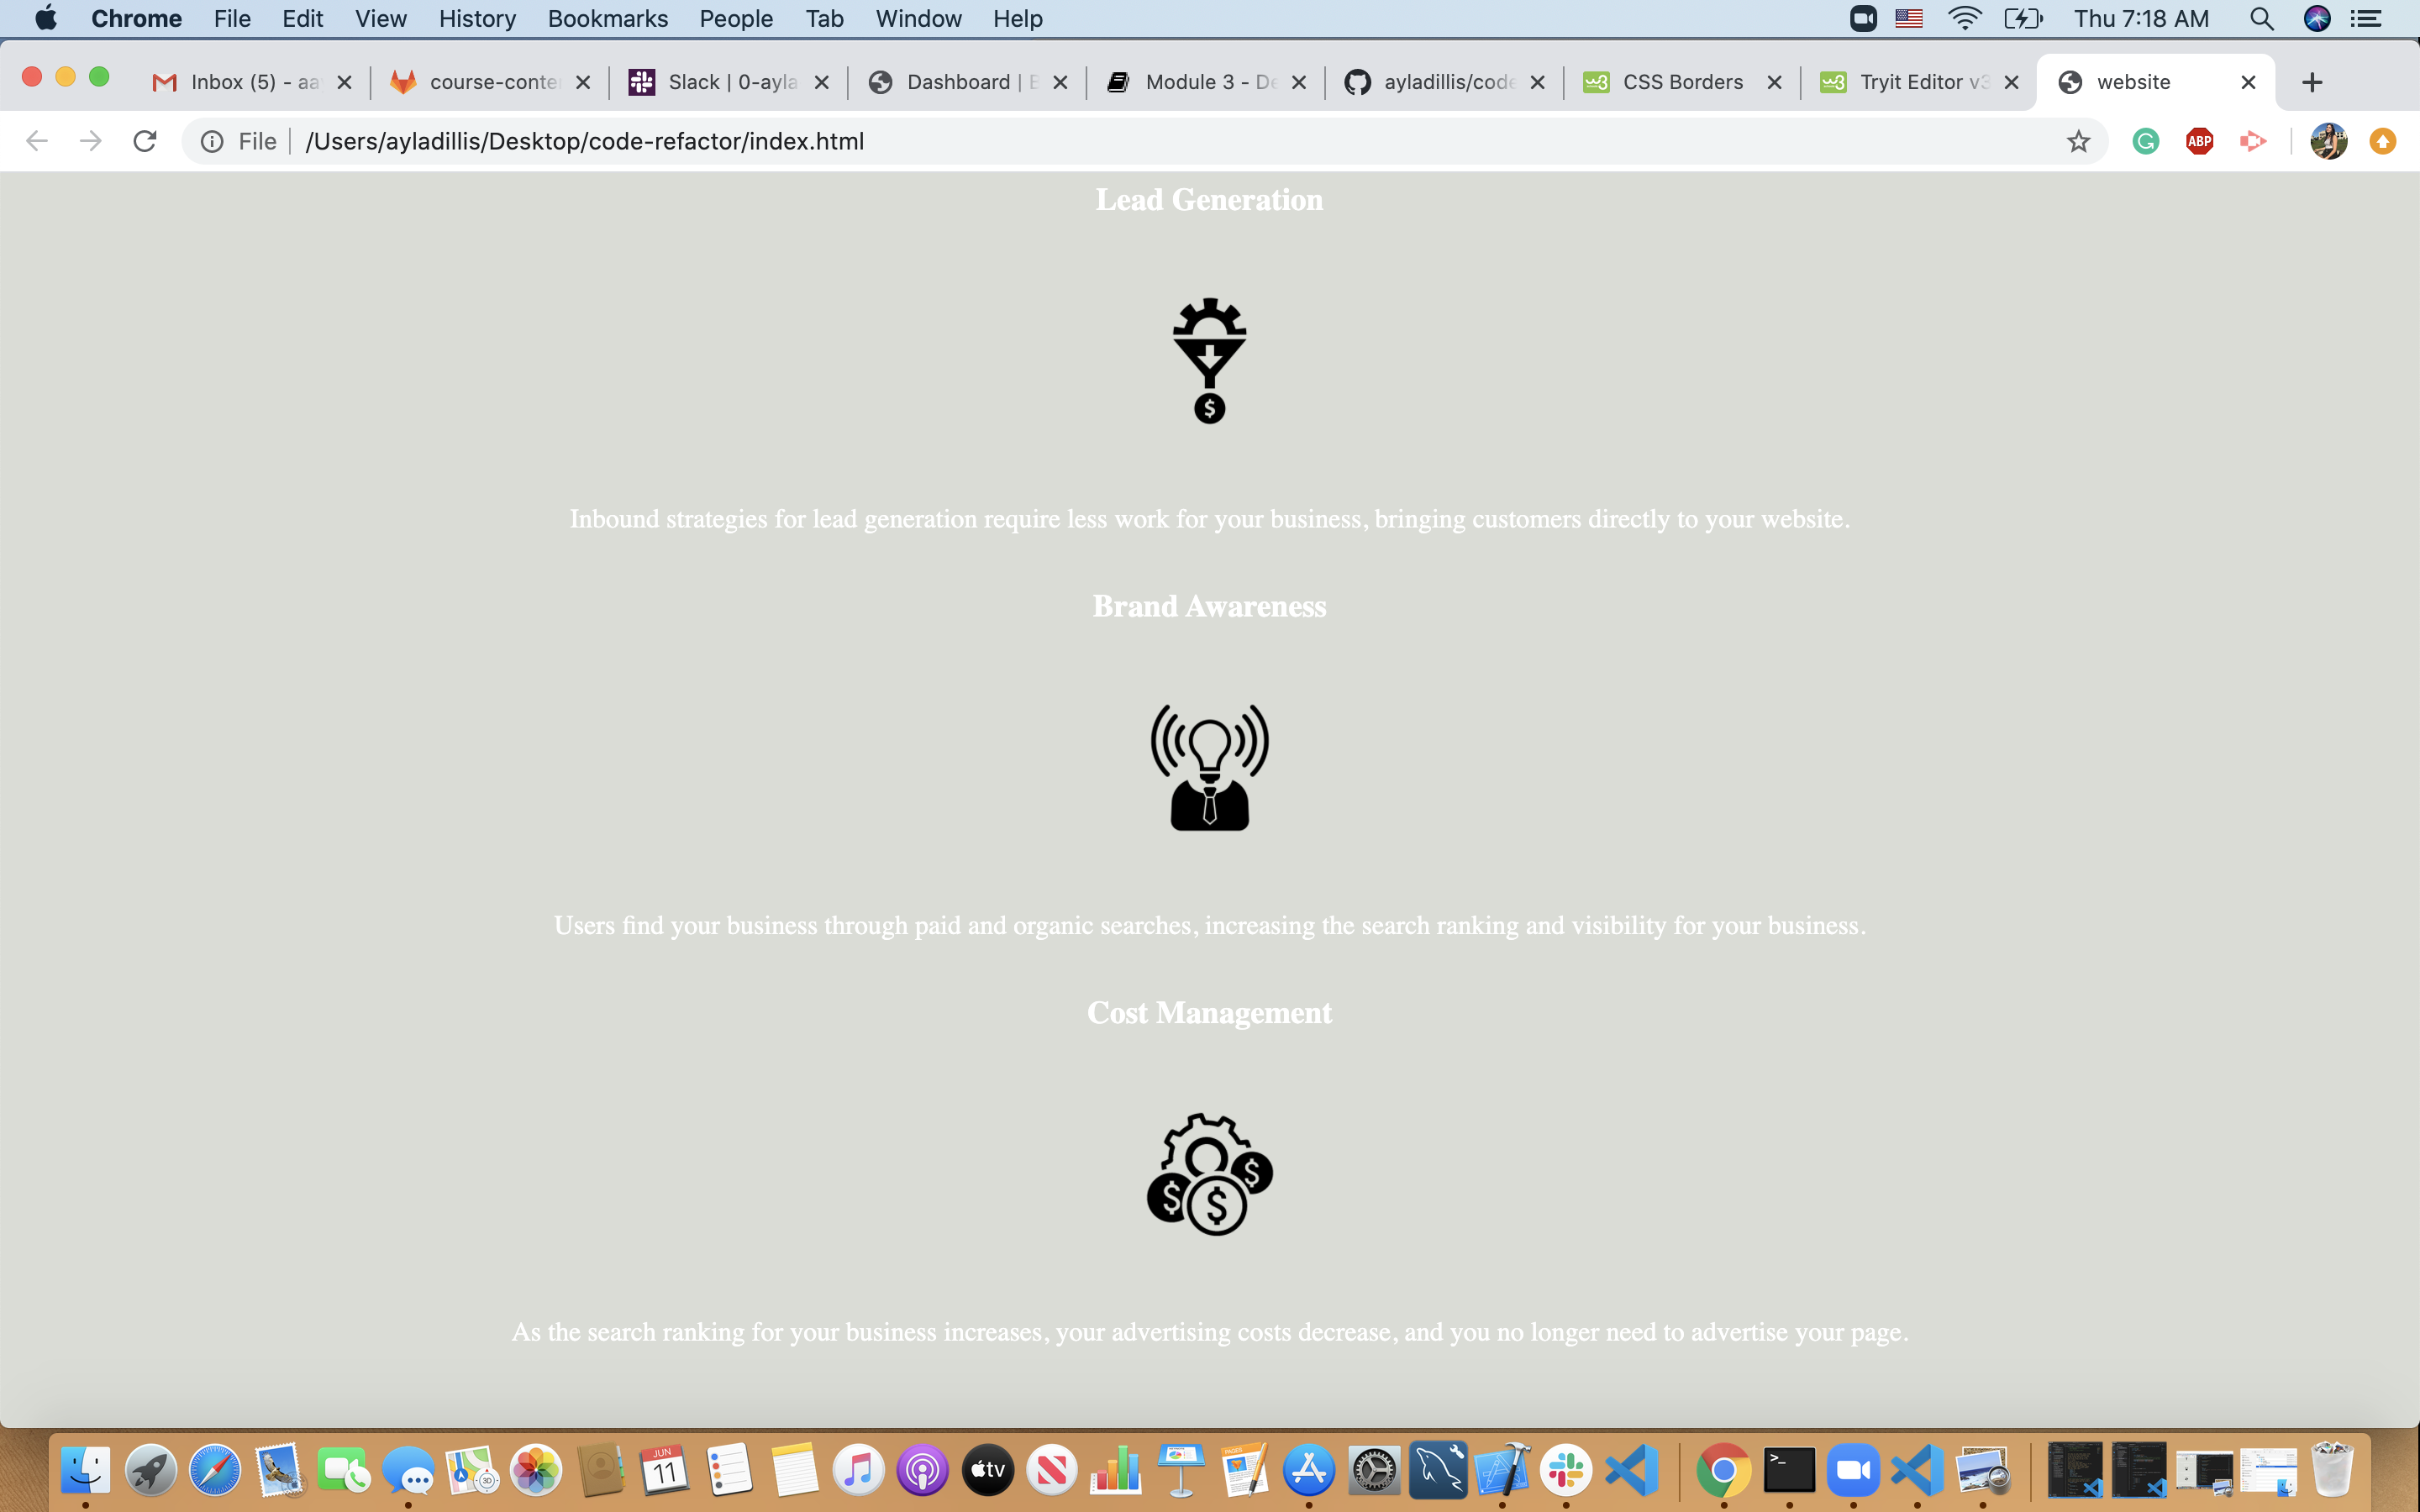 Chrome File Edit View History Bookmarks People Tab Window Help Thu 7:18 AM
Inbox (5) - aa course-conte Slack | 0-ayla Dashboard | Module 3 - De ayladillis/code CSS Borders Tryit Editor v3 website
File /Users/ayladillis/Desktop/code-refactor/index.html ABP
Lead Generation
$
Inbound strategies for lead generation require less work for your business, bringing customers directly to your website.
Brand Awareness
Users find your business through paid and organic searches, increasing the search ranking and visibility for your business.
Cost Management
$ $ $
As the search ranking for your business increases, your advertising costs decrease, and you no longer need to advertise your page.
JUN
11
tv
PAGES
3D
>_